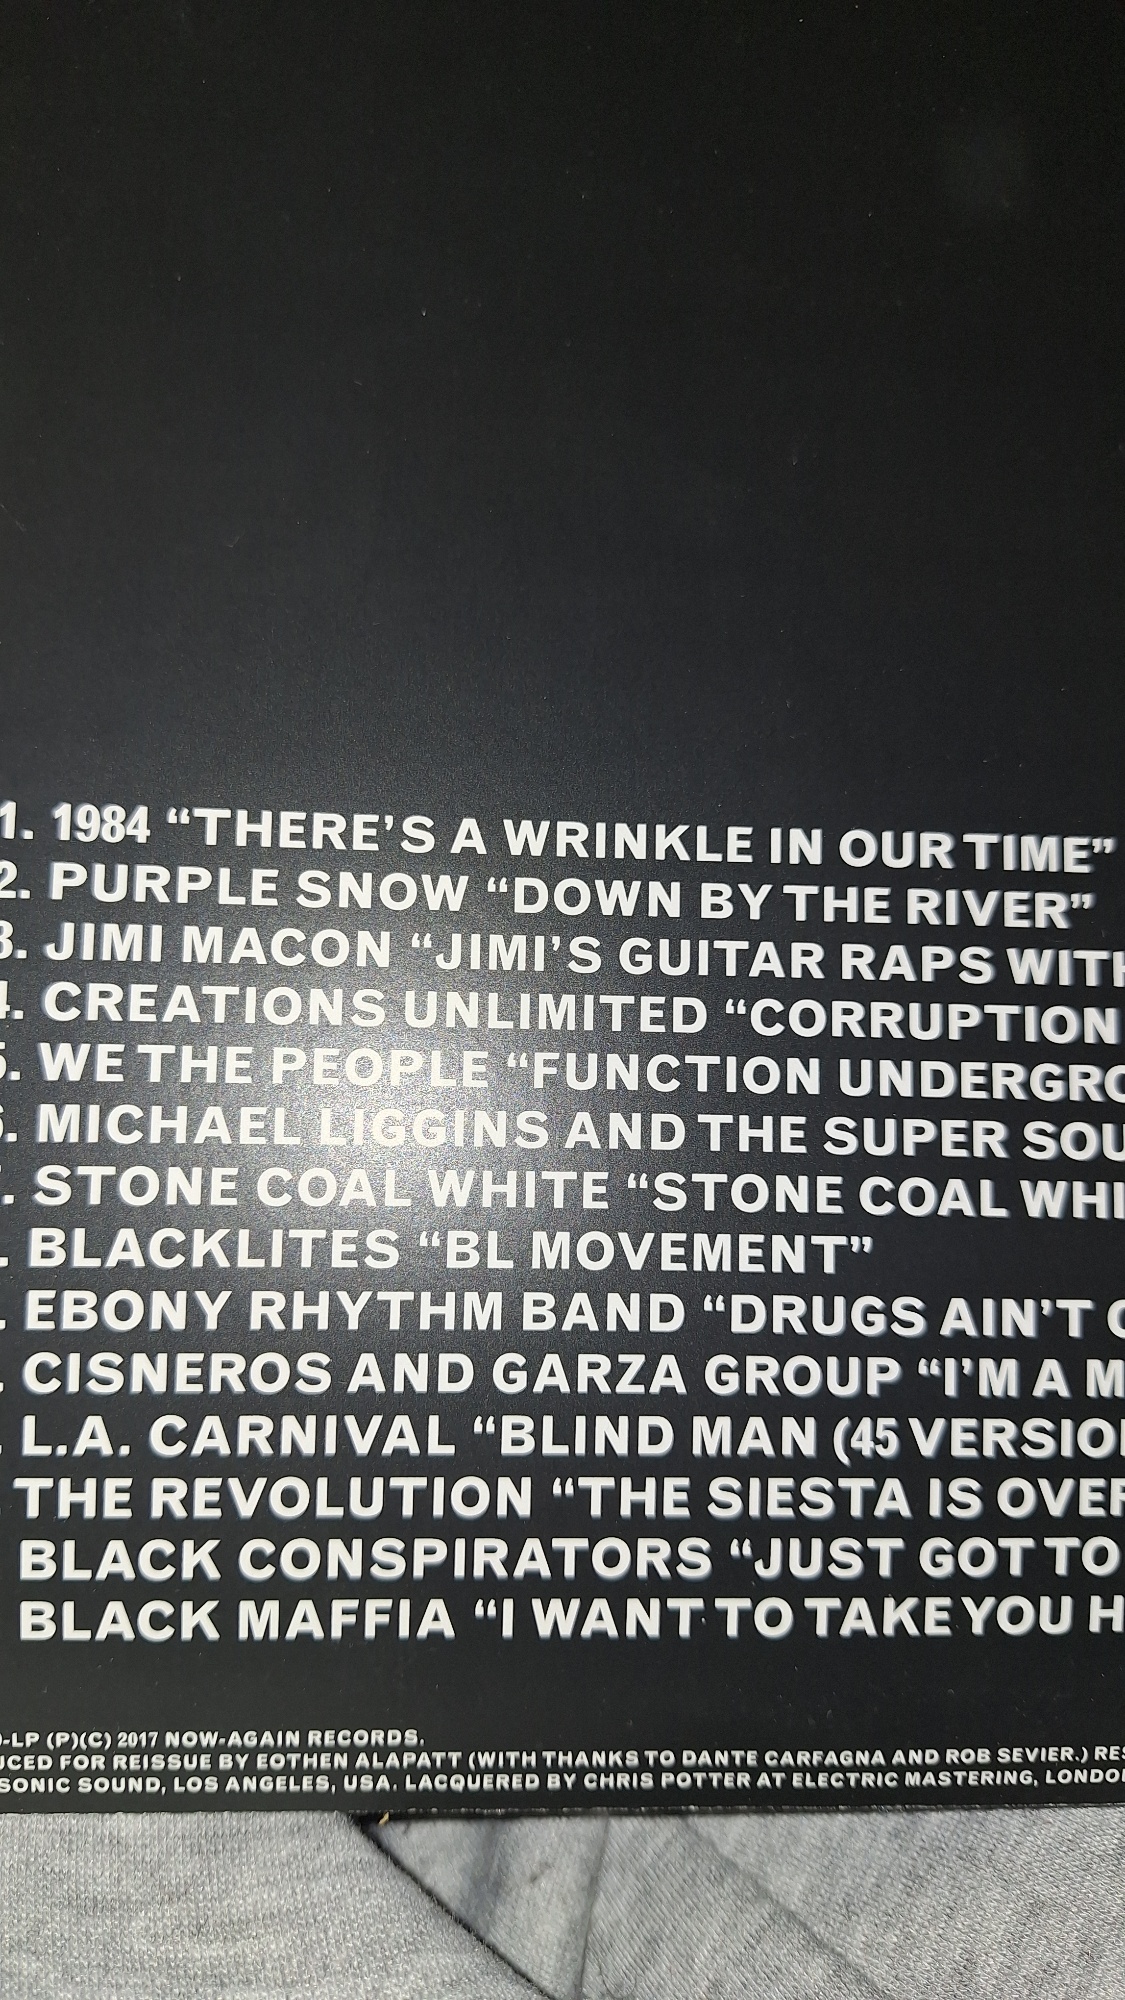 1. 1984 “THERE’S A WRINKLE IN OUR TIME”
2. PURPLE SNOW “DOWN BY THE RIVER”
3. JIMI MACON “JIMI’S GUITAR RAPS WITH
4. CREATIONS UNLIMITED “CORRUPTION
5. WE THE PEOPLE “FUNCTION UNDERGRO
6. MICHAEL LIGGINS AND THE SUPER SOU
. STONE COAL WHITE “STONE COAL WHI
. BLACKLITES “BL MOVEMENT”
. EBONY RHYTHM BAND “DRUGS AIN’T
. CISNEROS AND GARZA GROUP “I’M A M
. L.A. CARNIVAL “BLIND MAN (45 VERSION
THE REVOLUTION “THE SIESTA IS OVER
BLACK CONSPIRATORS “JUST GOT TO
BLACK MAFFIA “I WANT TO TAKE YOU H
-LP (P)(C) 2017 NOW-AGAIN RECORDS.
UCED FOR REISSUE BY EOTHEN ALAPATT (WITH THANKS TO DANTE CARFAGNA AND ROB SEVIER.) RES
SONIC SOUND, LOS ANGELES, USA. LACQUERED BY CHRIS POTTER AT ELECTRIC MASTERING, LONDON